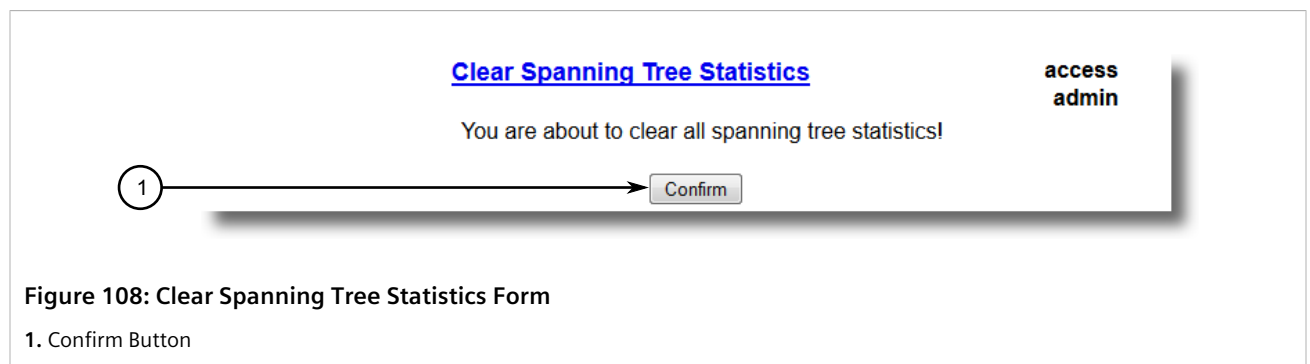 Clear Spanning Tree Statistics
access
admin
You are about to clear all spanning tree statistics!
1
Confirm
Figure 108: Clear Spanning Tree Statistics Form
1. Confirm Button